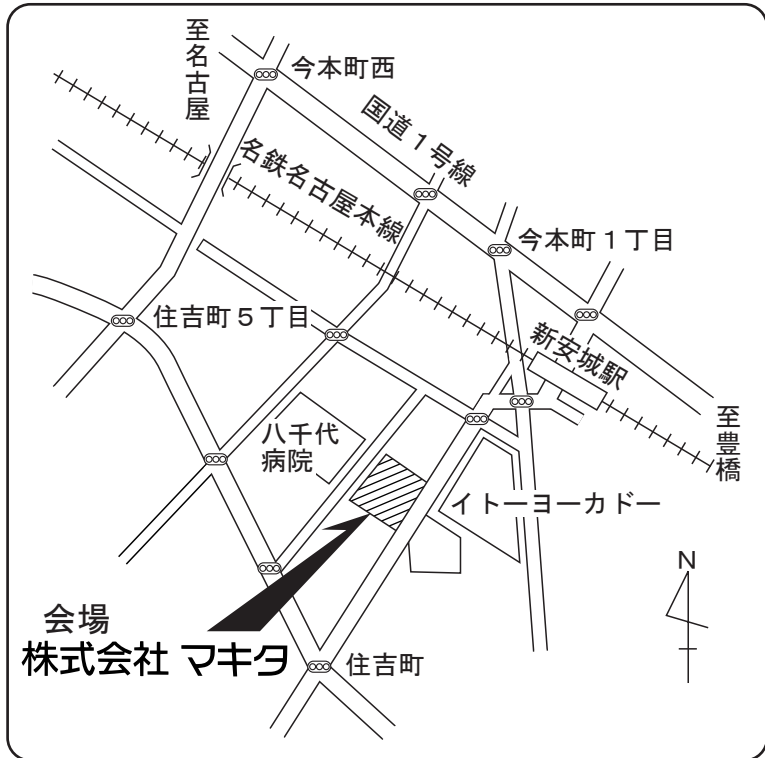 至名古屋
今本町西
国道1号線
名鉄名古屋本線
今本町1丁目
住吉町5丁目
新安城駅
至豊橋
八千代
病院
イトーヨーカドー
N
会場
株式会社 マキタ
住吉町